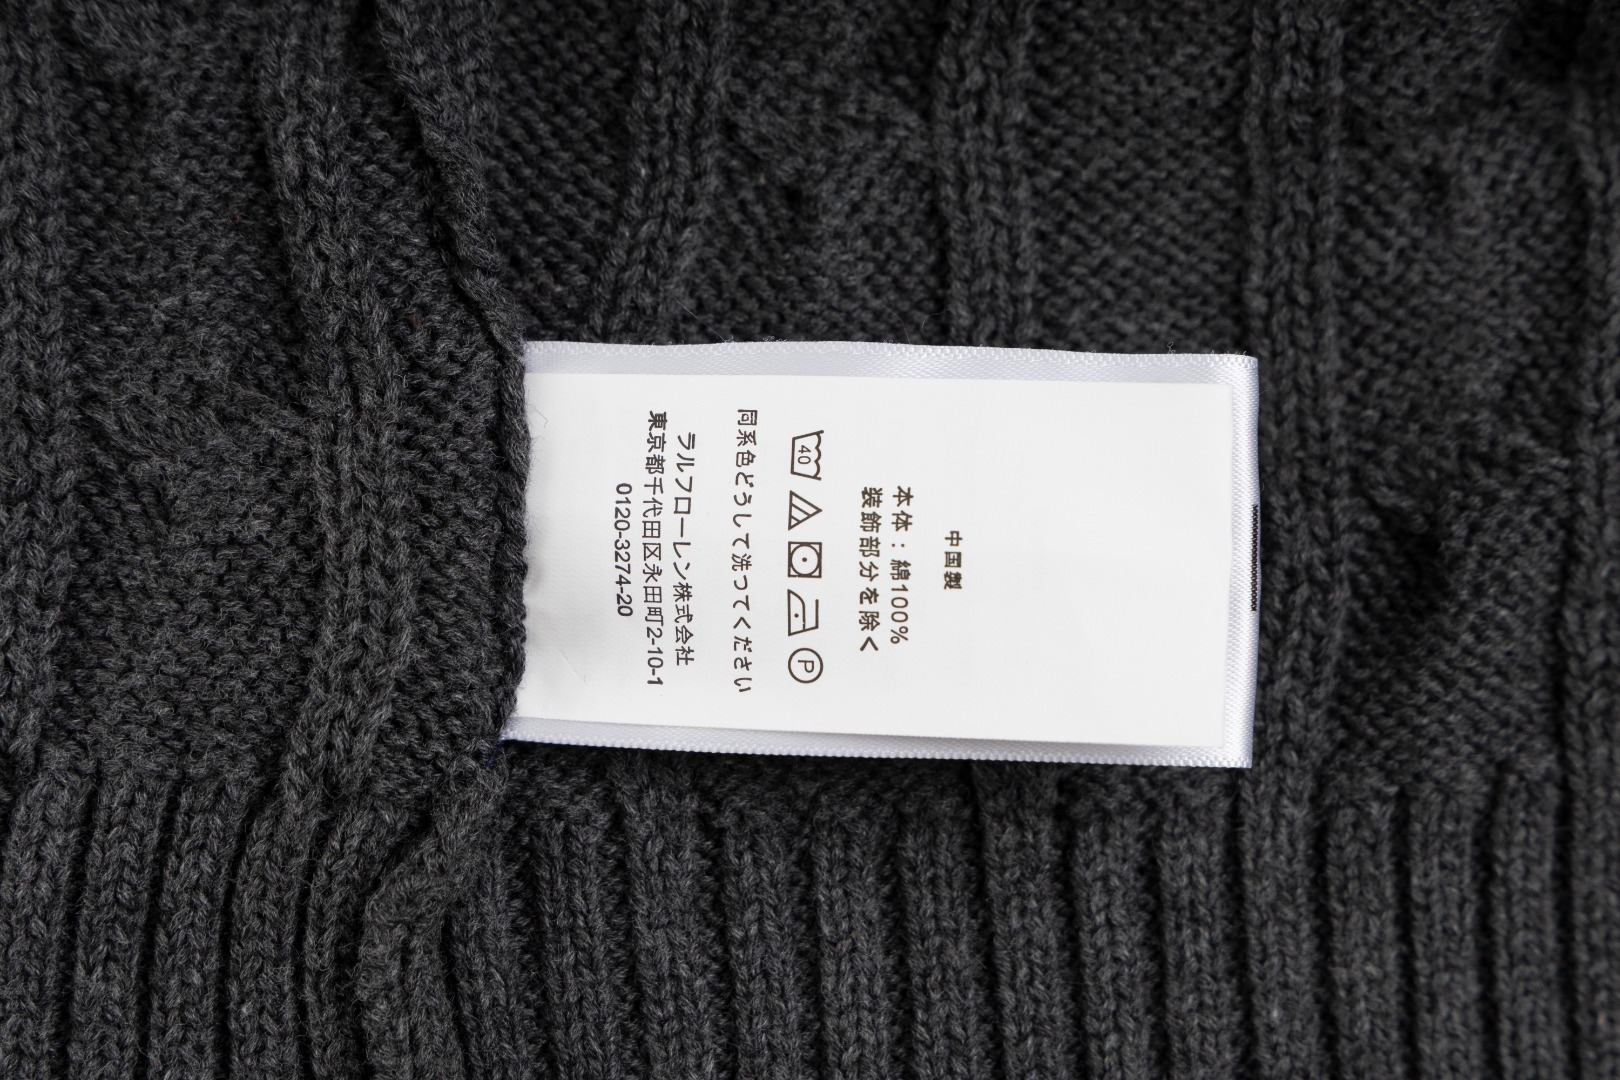 中国製
本体：綿100%
装飾部分を除く
40
P
同系色どうしで洗ってください
ラルフローレン株式会社
東京都千代田区永田町2-10-1
0120-3274-20